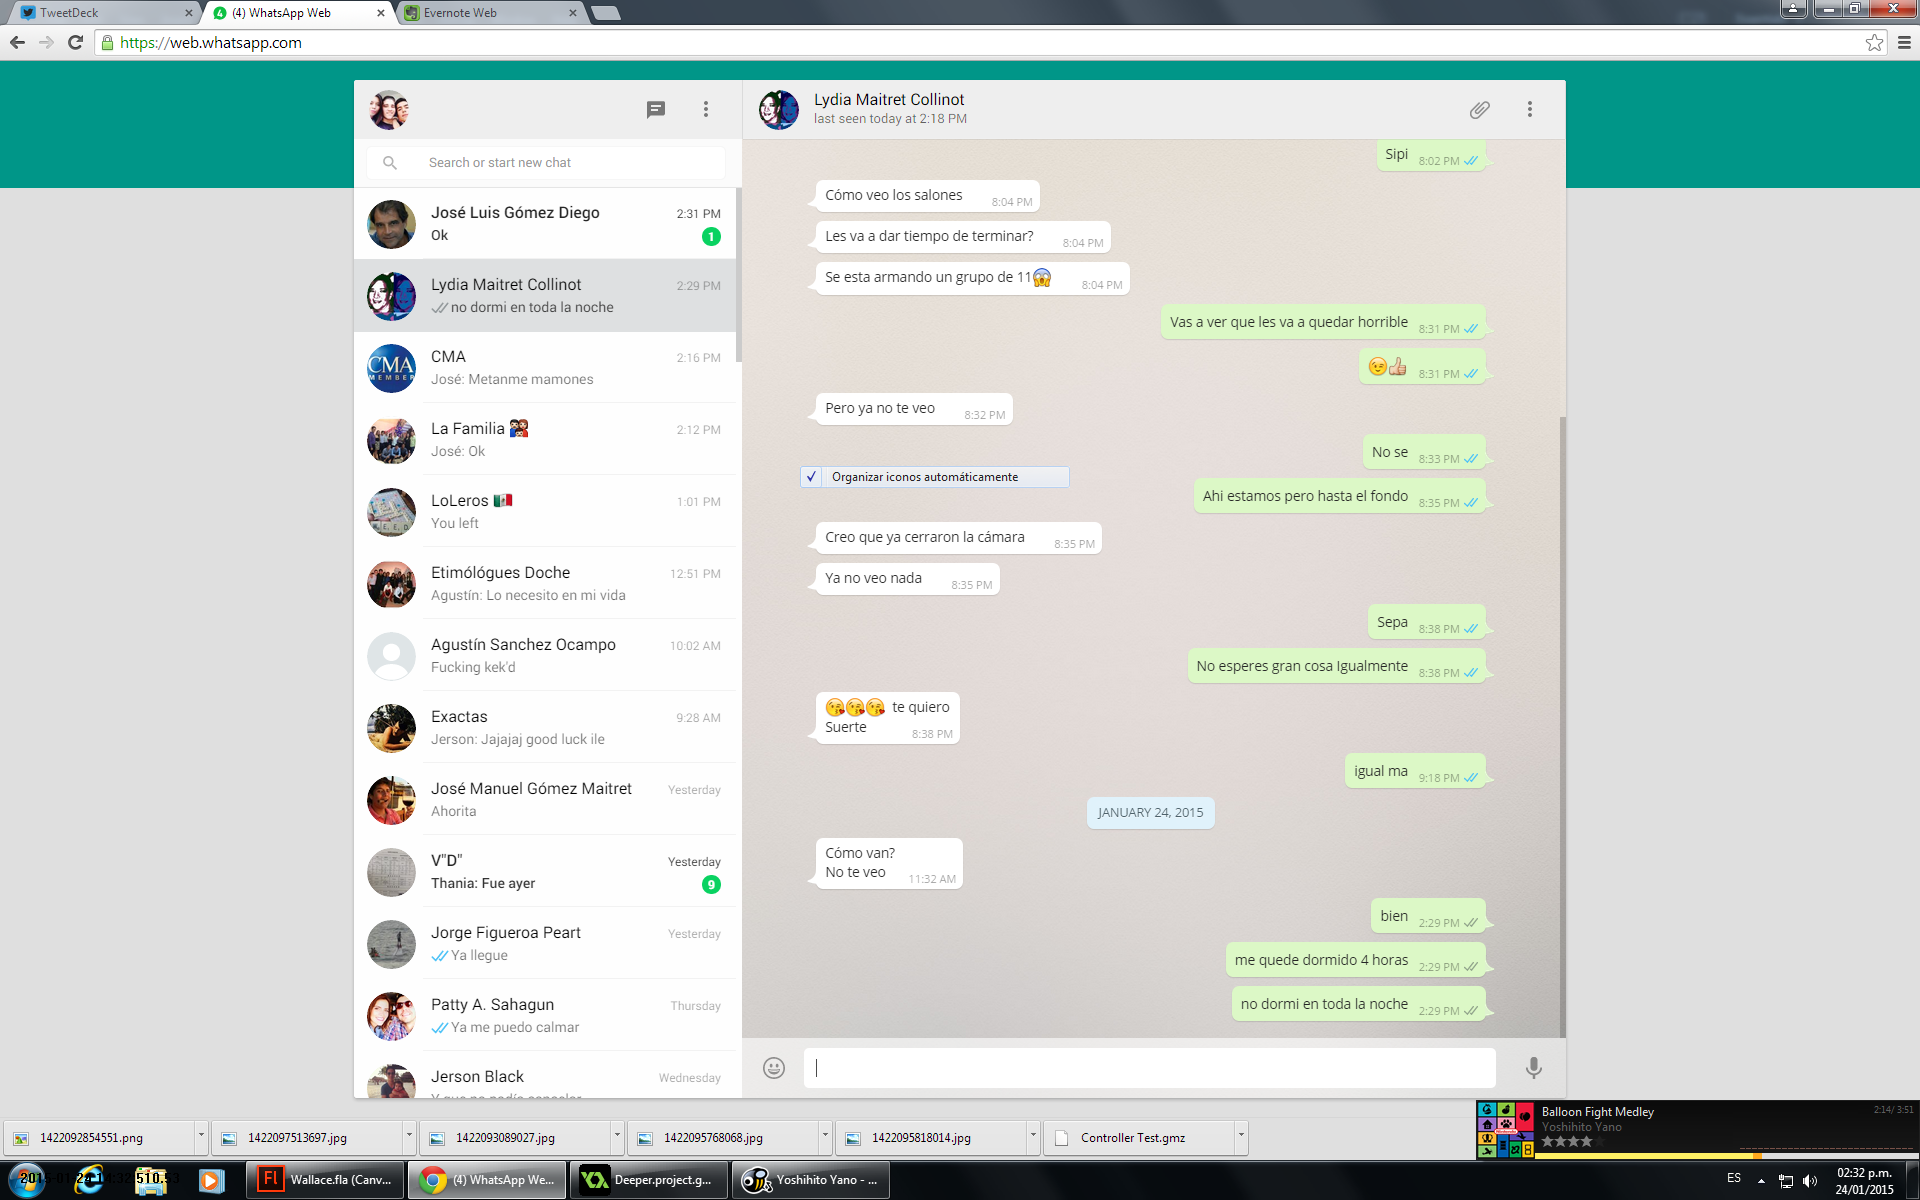 TweetDeck
(4) WhatsApp Web
Evernote Web
https://web.whatsapp.com
Search or start new chat
José Luis Gómez Diego 2:31 PM
Ok 1
Lydia Maitret Collinot 2:29 PM
no dormi en toda la noche
CMA 2:16 PM
José: Metanme mamones
La Familia 2:12 PM
José: Ok
LoLeros 1:01 PM
You left
Etimólógues Doche 12:51 PM
Agustín: Lo necesito en mi vida
Agustín Sanchez Ocampo 10:02 AM
Fucking kek'd
Exactas 9:28 AM
Jerson: Jajajaj good luck ile
José Manuel Gómez Maitret Yesterday
Ahorita
V"D" Yesterday
Thania: Fue ayer 9
Jorge Figueroa Peart Yesterday
Ya llegue
Patty A. Sahagun Thursday
Ya me puedo calmar
Jerson Black Wednesday
CMA
MEMBER
Lydia Maitret Collinot
last seen today at 2:18 PM
Sipi 8:02 PM
Cómo veo los salones 8:04 PM
Les va a dar tiempo de terminar? 8:04 PM
Se esta armando un grupo de 11😱 8:04 PM
Vas a ver que les va a quedar horrible 8:31 PM
😉👍 8:31 PM
Pero ya no te veo 8:32 PM
No se 8:33 PM
Organizar iconos automáticamente
Ahi estamos pero hasta el fondo 8:35 PM
Creo que ya cerraron la cámara 8:35 PM
Ya no veo nada 8:35 PM
Sepa 8:38 PM
No esperes gran cosa Igualmente 8:38 PM
😘😘😘 te quiero
Suerte 8:38 PM
igual ma 9:18 PM
JANUARY 24, 2015
Cómo van?
No te veo 11:32 AM
bien 2:29 PM
me quede dormido 4 horas 2:29 PM
no dormi en toda la noche 2:29 PM
1422092854551.png
1422097513697.jpg
1422093089027.jpg
1422095768068.jpg
1422095818014.jpg
Controller Test.gmz
Balloon Fight Medley 2:14/ 3:51
Yoshihito Yano
Wallace.fla (Canv...
(4) WhatsApp We...
Deeper.project.g...
Yoshihito Yano - ...
ES
02:32 p.m.
24/01/2015